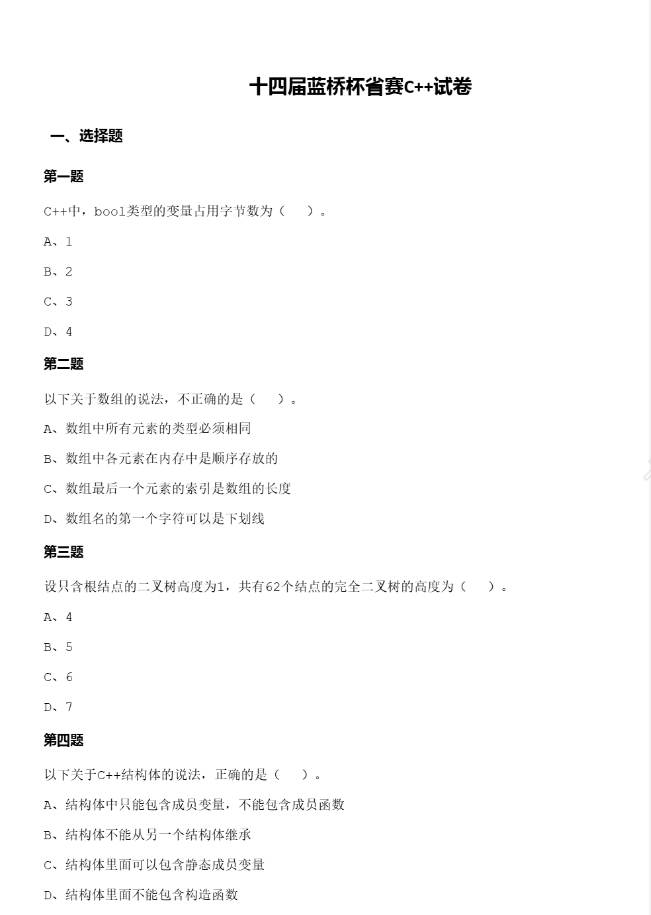 十四届蓝桥杯省赛C++试卷
一、选择题
第一题
C++中，bool类型的变量占用字节数为（　）。
A、1
B、2
C、3
D、4
第二题
以下关于数组的说法，不正确的是（　）。
A、数组中所有元素的类型必须相同
B、数组中各元素在内存中是顺序存放的
C、数组最后一个元素的索引是数组的长度
D、数组名的第一个字符可以是下划线
第三题
设只含根结点的二叉树高度为1，共有62个结点的完全二叉树的高度为（　）。
A、4
B、5
C、6
D、7
第四题
以下关于C++结构体的说法，正确的是（　）。
A、结构体中只能包含成员变量，不能包含成员函数
B、结构体不能从另一个结构体继承
C、结构体里面可以包含静态成员变量
D、结构体里面不能包含构造函数